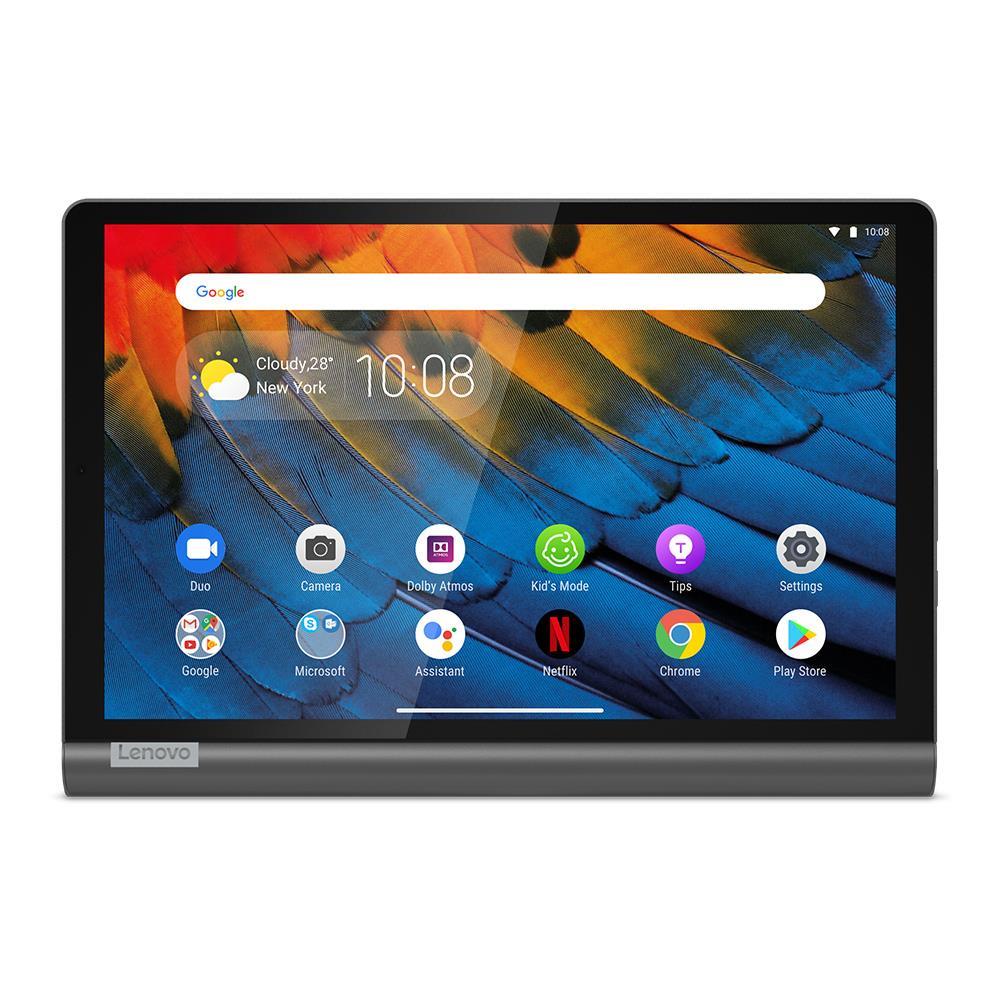 10:08
Google
Cloudy,28°
New York
10:08
Duo
Camera
Dolby Atmos
Kid's Mode
Tips
Settings
Google
Microsoft
Assistant
Netflix
Chrome
Play Store
Lenovo